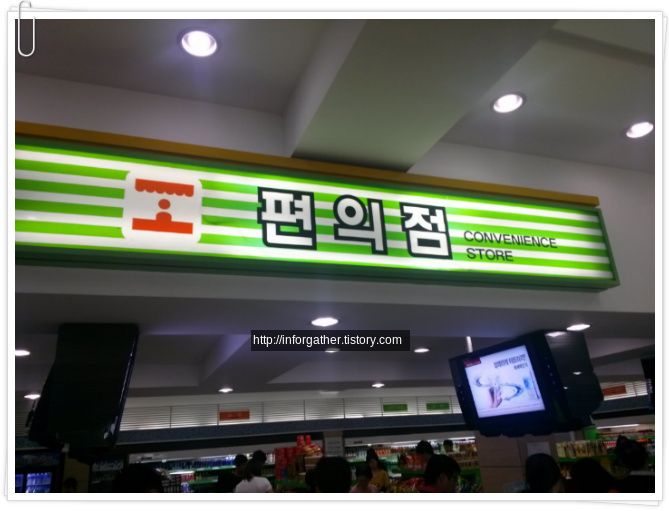 편의점
CONVENIENCE
STORE
http://inforgather.tistory.com